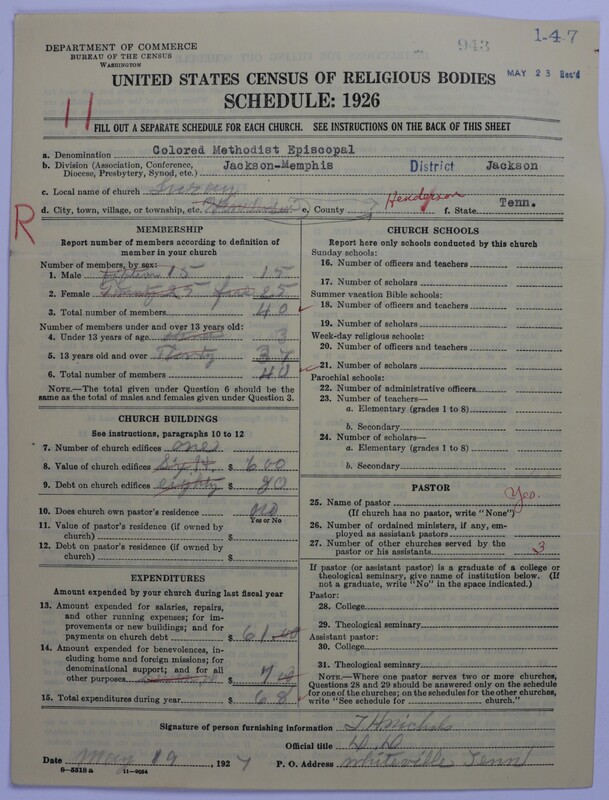 943
1-4-7
DEPARTMENT OF COMMERCE
BUREAU OF THE CENSUS
WASHINGTON
MAY 23 Rec'd
UNITED STATES CENSUS OF RELIGIOUS BODIES
SCHEDULE: 1926
11
FILL OUT A SEPARATE SCHEDULE FOR EACH CHURCH. SEE INSTRUCTIONS ON THE BACK OF THIS SHEET
a. Denomination Colored Methodist Episcopal
b. Division (Association, Conference, Diocese, Presbytery, Synod, etc.) Jackson-Memphis District Jackson
c. Local name of church
d. City, town, village, or township, etc. e. County Henderson f. State Tenn.
R
MEMBERSHIP
Report number of members according to definition of
member in your church
Number of members, by sex:
1. Male fifteen 15 15
2. Female Twenty 25 five 25
3. Total number of members 40
Number of members under and over 13 years old:
4. Under 13 years of age 3
5. 13 years old and over 37
6. Total number of members 40
NOTE.—The total given under Question 6 should be
same as the total of males and females given under Question 3.
CHURCH BUILDINGS
See instructions, paragraphs 10 to 12
7. Number of church edifices one
8. Value of church edifices $ 600
9. Debt on church edifices eighty $ 80
10. Does church own pastor's residence no
Yes or No
11. Value of pastor's residence (if owned by
church) $
12. Debt on pastor's residence (if owned by
church) $
EXPENDITURES
Amount expended by your church during last fiscal year
13. Amount expended for salaries, repairs,
and other running expenses; for im-
provements or new buildings; and for
payments on church debt $ 61.00
14. Amount expended for benevolences,
including home and foreign missions; for
denominational support; and for all
other purposes $ 7
15. Total expenditures during year $ 68
CHURCH SCHOOLS
Report here only schools conducted by this church
Sunday schools:
16. Number of officers and teachers
17. Number of scholars
Summer vacation Bible schools:
18. Number of officers and teachers
19. Number of scholars
Week-day religious schools:
20. Number of officers and teachers
21. Number of scholars
Parochial schools:
22. Number of administrative officers
23. Number of teachers—
a. Elementary (grades 1 to 8)
b. Secondary
24. Number of scholars—
a. Elementary (grades 1 to 8)
b. Secondary
PASTOR
25. Name of pastor Yes.
(If church has no pastor, write "None")
26. Number of ordained ministers, if any, em-
ployed as assistant pastors
27. Number of other churches served by the
pastor or his assistants 3
If pastor (or assistant pastor) is a graduate of a college or
theological seminary, give name of institution below. (If
not a graduate, write "No" in the space indicated.)
Pastor:
28. College
29. Theological seminary
Assistant pastor:
30. College
31. Theological seminary
NOTE.—Where one pastor serves two or more churches,
Questions 28 and 29 should be answered only on the schedule
for one of the churches; on the schedules for the other churches,
write "See schedule for church."
Signature of person furnishing information
Official title
Date May 19, 1927 P. O. Address Whiteville Tenn
8-5518a 11-9054